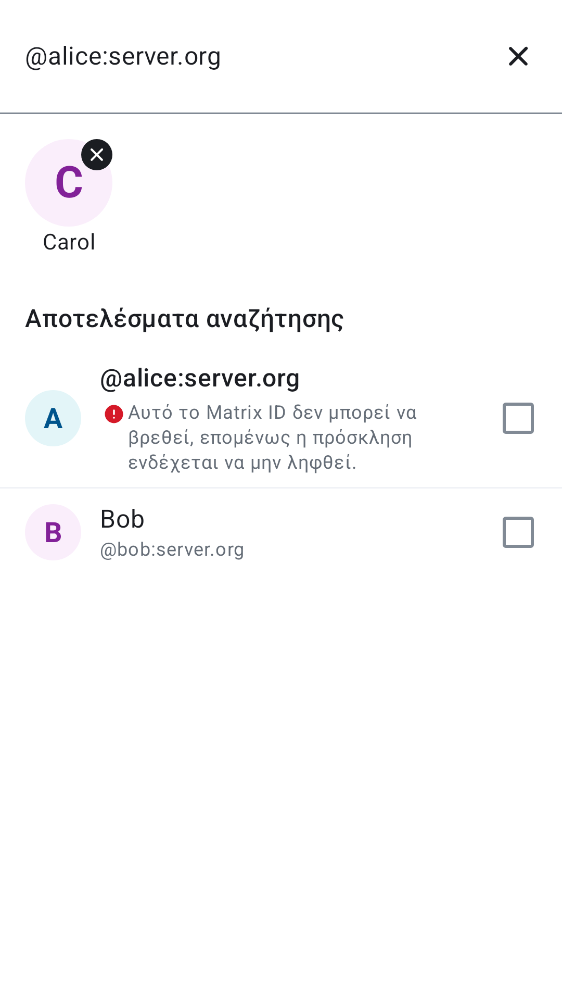 @alice:server.org
C
Carol
Αποτελέσματα αναζήτησης
@alice:server.org
A
Αυτό το Matrix ID δεν μπορεί να
βρεθεί, επομένως η πρόσκληση
ενδέχεται να μην ληφθεί.
B
Bob
@bob:server.org